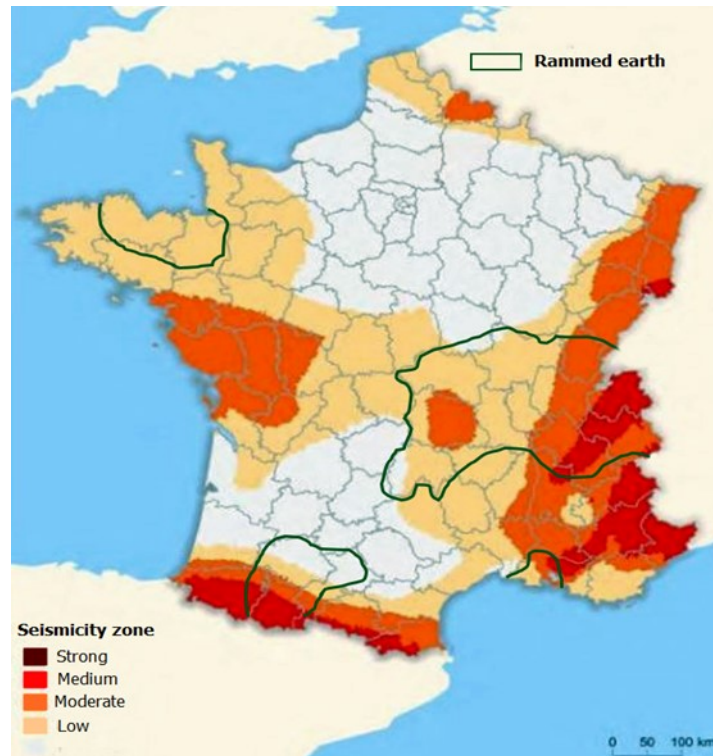 Rammed earth
Seismicity zone
Strong
Medium
Moderate
Low
0 50 100 km